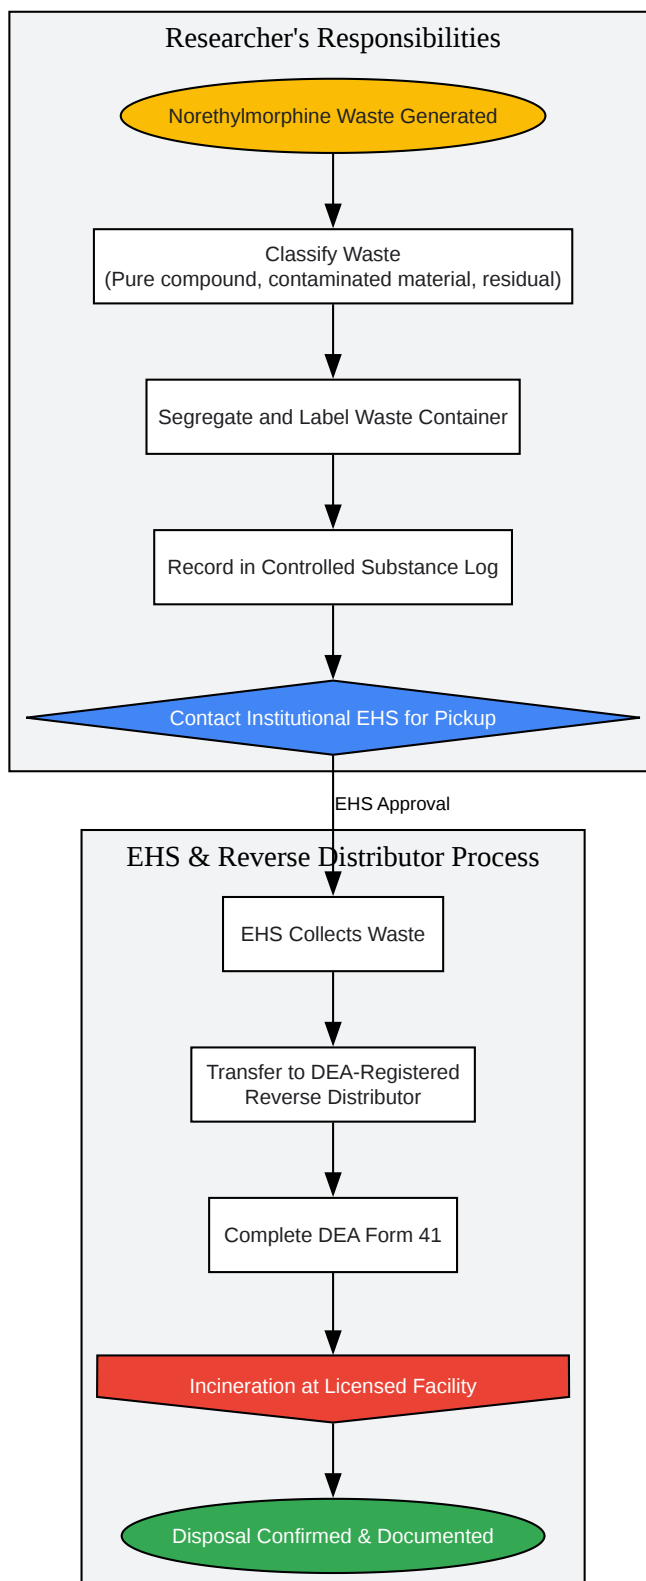 Researcher's Responsibilities
Norethylmorphine Waste Generated
Classify Waste
(Pure compound, contaminated material, residual)
Segregate and Label Waste Container
Record in Controlled Substance Log
Contact Institutional EHS for Pickup
EHS Approval
EHS & Reverse Distributor Process
EHS Collects Waste
Transfer to DEA-Registered
Reverse Distributor
Complete DEA Form 41
Incineration at Licensed Facility
Disposal Confirmed & Documented